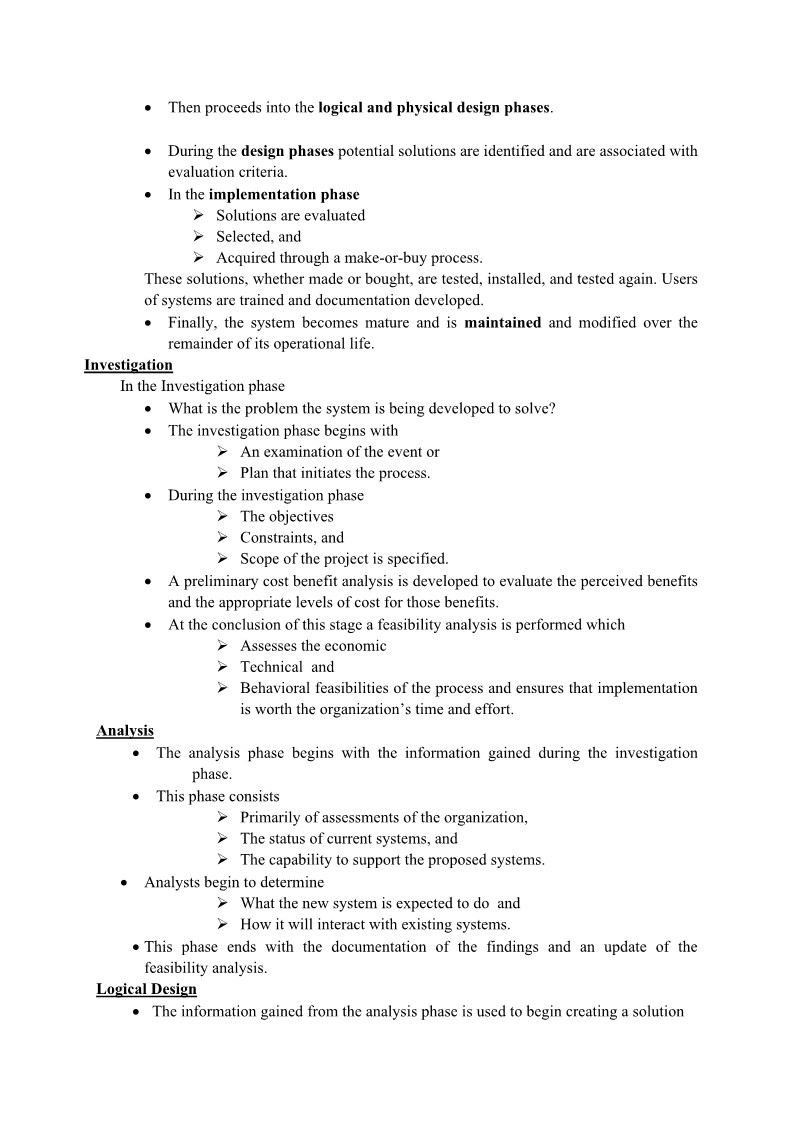 • Then proceeds into the logical and physical design phases.
• During the design phases potential solutions are identified and are associated with
evaluation criteria.
• In the implementation phase
➢ Solutions are evaluated
➢ Selected, and
➢ Acquired through a make-or-buy process.
These solutions, whether made or bought, are tested, installed, and tested again. Users
of systems are trained and documentation developed.
• Finally, the system becomes mature and is maintained and modified over the
remainder of its operational life.
Investigation
In the Investigation phase
• What is the problem the system is being developed to solve?
• The investigation phase begins with
➢ An examination of the event or
➢ Plan that initiates the process.
• During the investigation phase
➢ The objectives
➢ Constraints, and
➢ Scope of the project is specified.
• A preliminary cost benefit analysis is developed to evaluate the perceived benefits
and the appropriate levels of cost for those benefits.
• At the conclusion of this stage a feasibility analysis is performed which
➢ Assesses the economic
➢ Technical  and
➢ Behavioral feasibilities of the process and ensures that implementation
is worth the organization’s time and effort.
Analysis
• The analysis phase begins with the information gained during the investigation
phase.
• This phase consists
➢ Primarily of assessments of the organization,
➢ The status of current systems, and
➢ The capability to support the proposed systems.
• Analysts begin to determine
➢ What the new system is expected to do  and
➢ How it will interact with existing systems.
• This phase ends with the documentation of the findings and an update of the
feasibility analysis.
Logical Design
• The information gained from the analysis phase is used to begin creating a solution